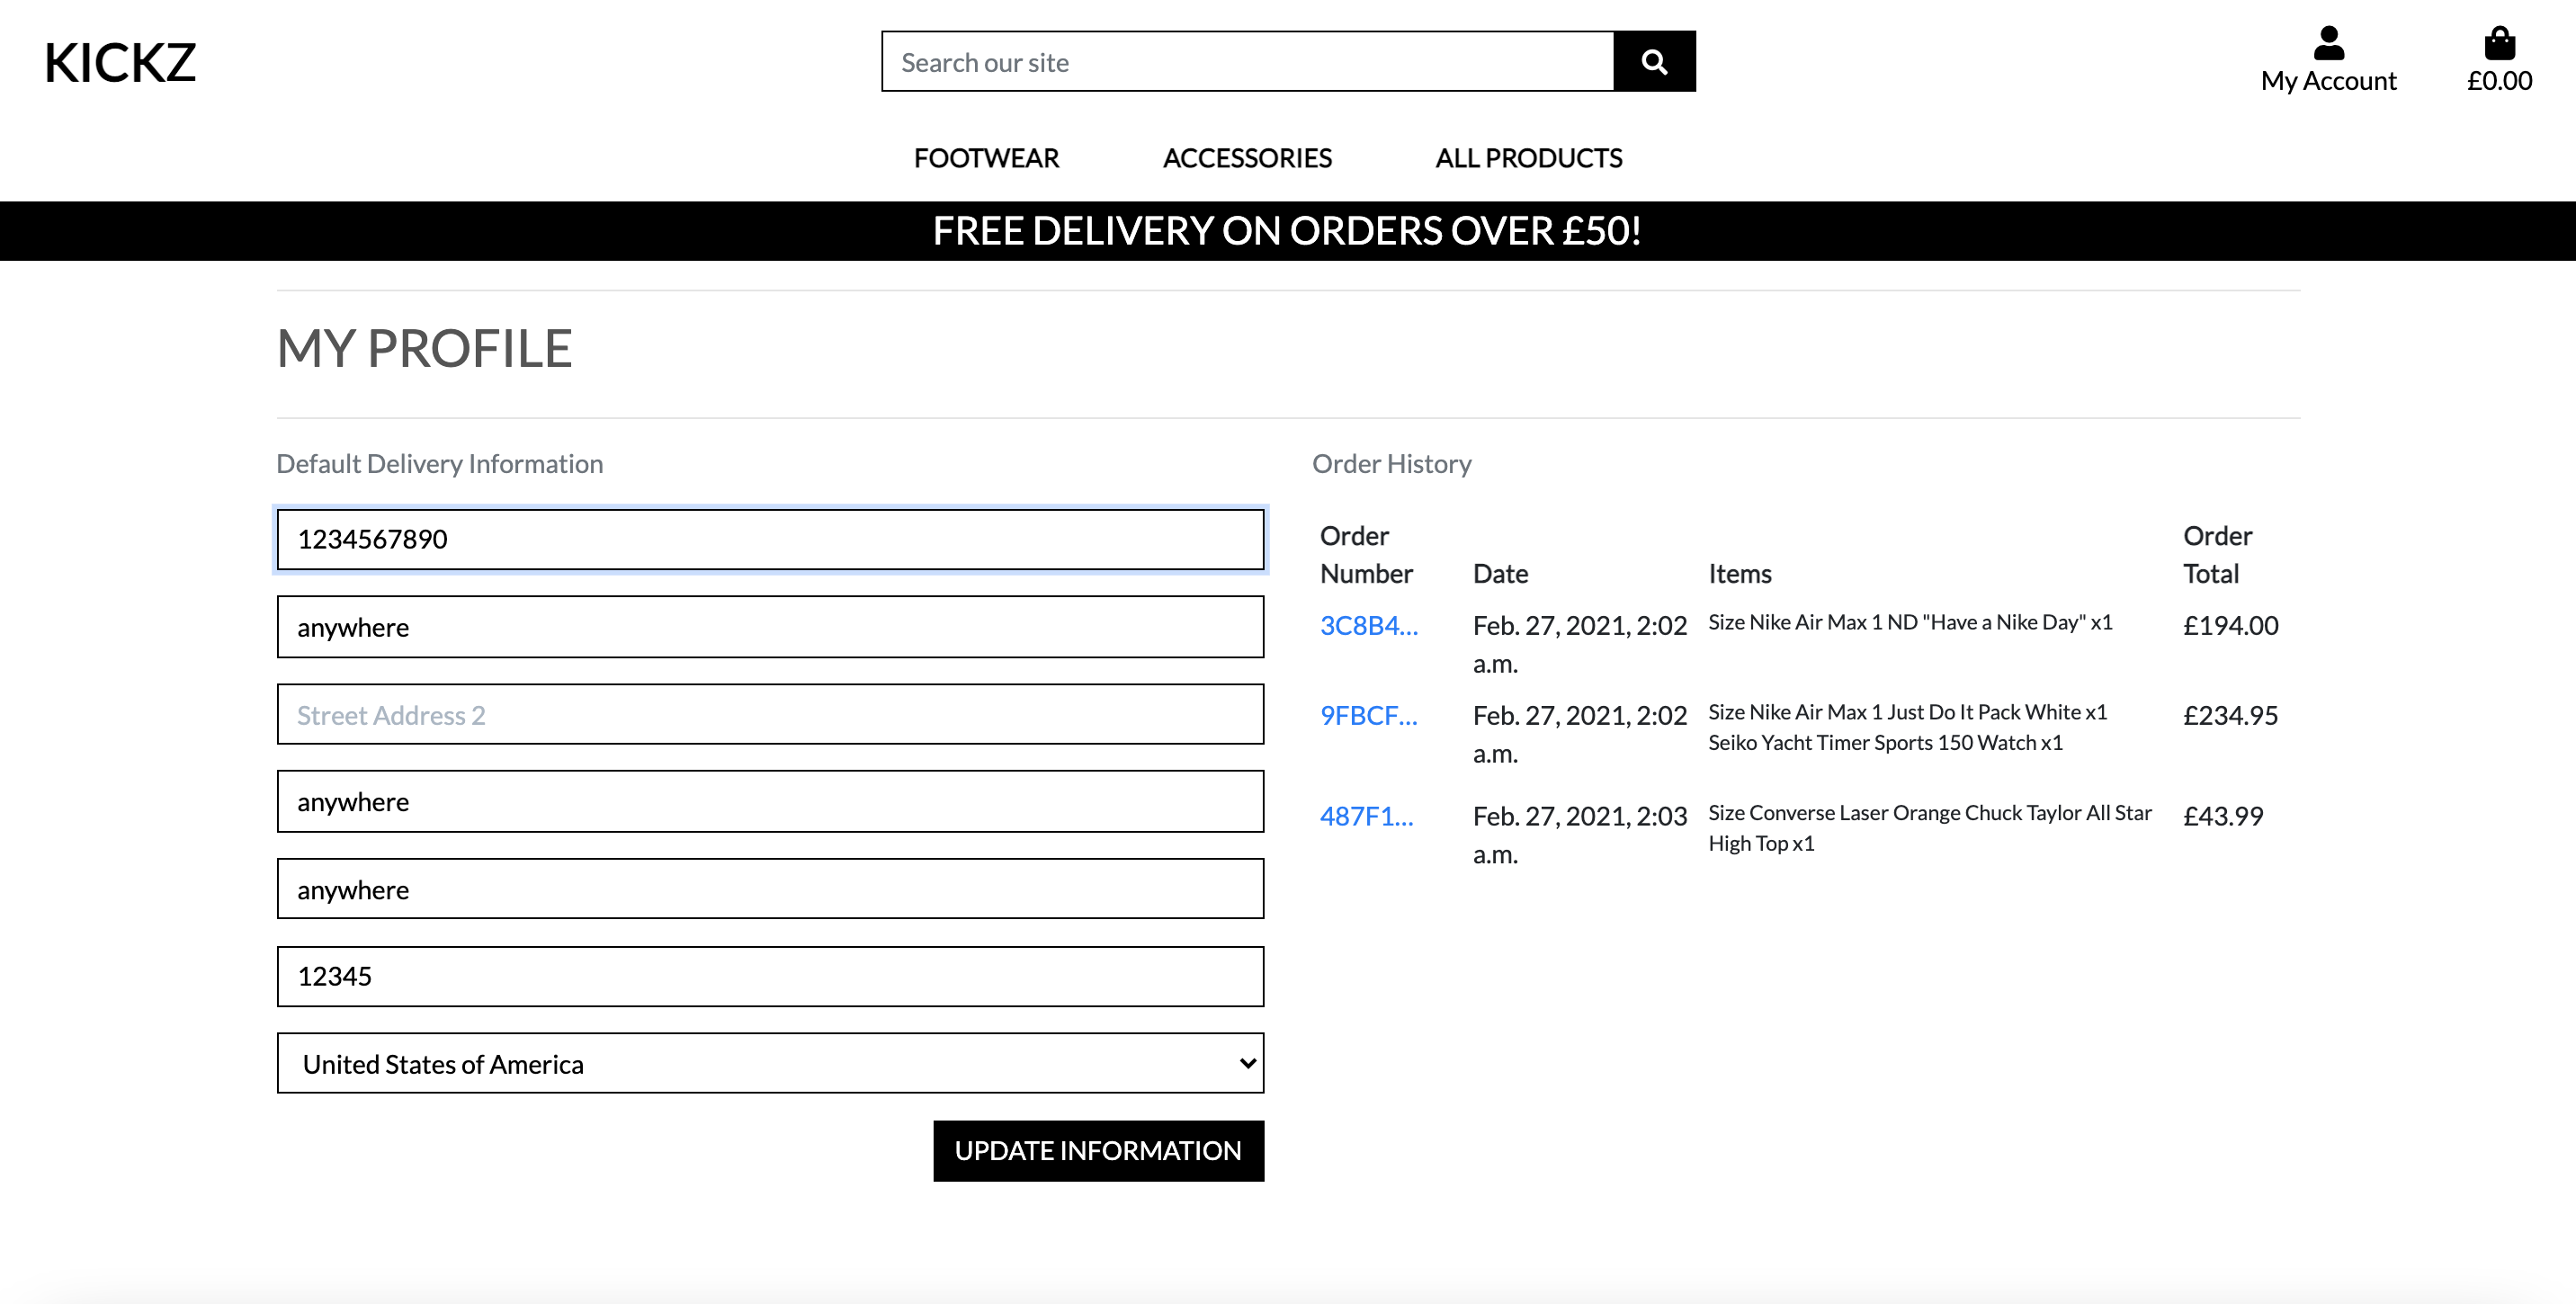 KICKZ
Search our site
My Account
£0.00
FOOTWEAR
ACCESSORIES
ALL PRODUCTS
FREE DELIVERY ON ORDERS OVER £50!
MY PROFILE
Default Delivery Information
1234567890
anywhere
Street Address 2
anywhere
anywhere
12345
United States of America
UPDATE INFORMATION
Order History
Order
Number
Date
Items
Order
Total
3C8B4...
Feb. 27, 2021, 2:02
a.m.
Size Nike Air Max 1 ND "Have a Nike Day" x1
£194.00
9FBCF...
Feb. 27, 2021, 2:02
a.m.
Size Nike Air Max 1 Just Do It Pack White x1
Seiko Yacht Timer Sports 150 Watch x1
£234.95
487F1...
Feb. 27, 2021, 2:03
a.m.
Size Converse Laser Orange Chuck Taylor All Star
High Top x1
£43.99